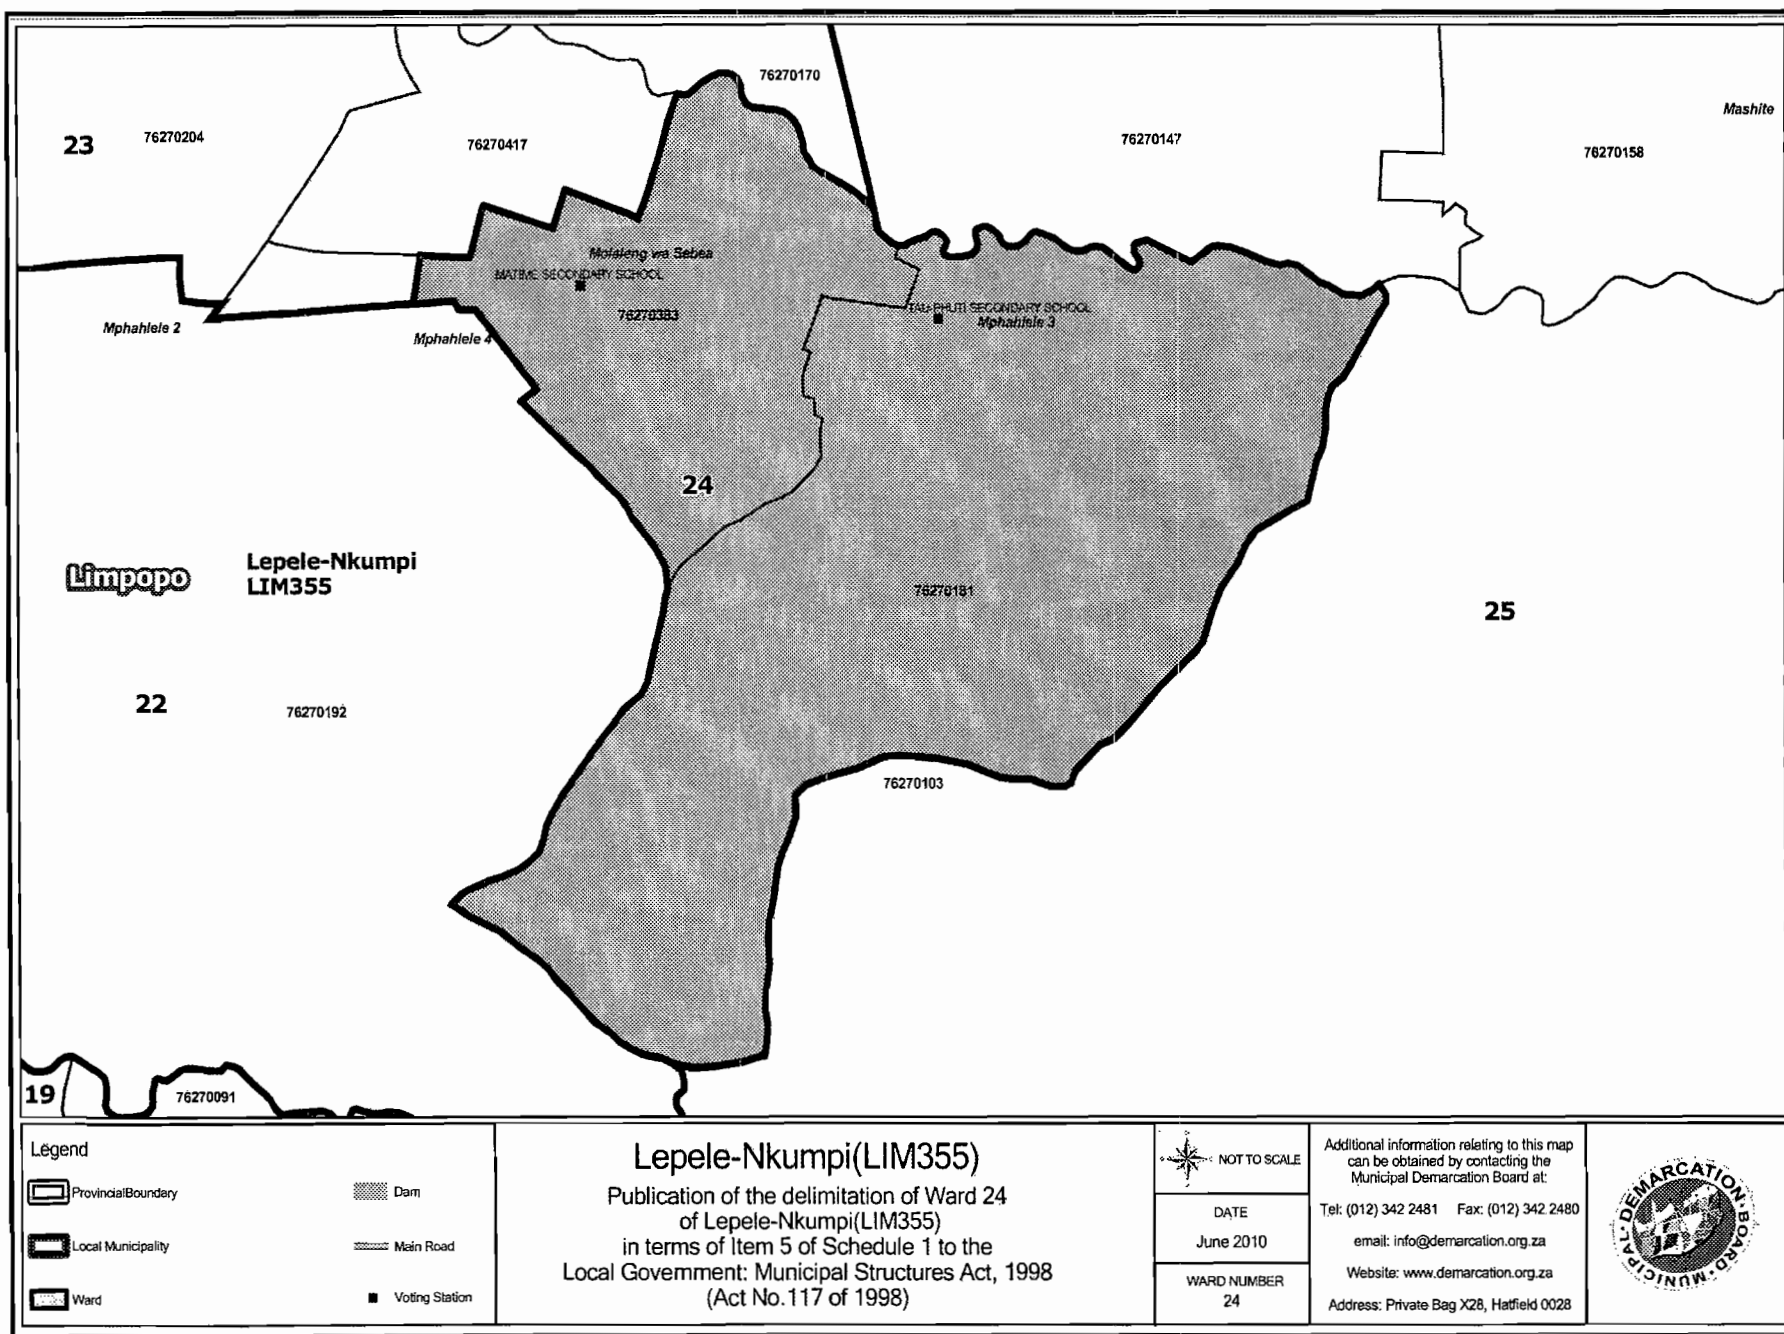 76270170
Mashite
23
76270204
76270417
76270147
76270158
Molaleng wa Sebea
MATIME SECONDARY SCHOOL
76270383
TAU-PHUTI SECONDARY SCHOOL
Mphahlele 3
Mphahlele 2
Mphahlele 4
24
Limpopo
Lepele-Nkumpi
LIM355
76270181
25
22
76270192
76270103
19
76270091
Legend
ProvincialBoundary
Dam
Local Municipality
Main Road
Ward
Voting Station
Lepele-Nkumpi(LIM355)
Publication of the delimitation of Ward 24
of Lepele-Nkumpi(LIM355)
in terms of Item 5 of Schedule 1 to the
Local Government: Municipal Structures Act, 1998
(Act No.117 of 1998)
NOT TO SCALE
DATE
June 2010
WARD NUMBER
24
Additional information relating to this map
can be obtained by contacting the
Municipal Demarcation Board at:
Tel: (012) 342 2481 Fax: (012) 342 2480
email: info@demarcation.org.za
Website: www.demarcation.org.za
Address: Private Bag X28, Hatfield 0028
MUNICIPAL • DEMARCATION • BOARD •